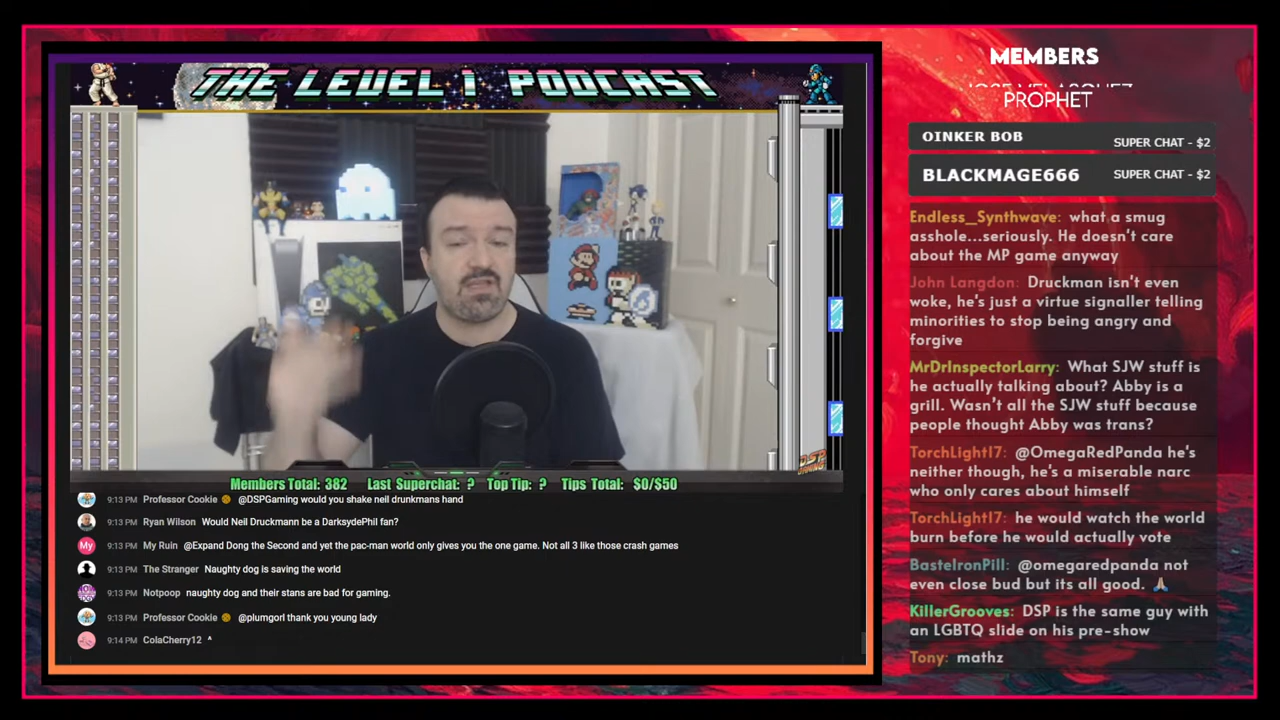 THE LEVEL 1 PODCAST
DSP
GAMING
Members Total: 382 Last Superchat: ? Top Tip: ? Tips Total: $0/$50
9:13 PM Professor Cookie @DSPGaming would you shake neil drunkmans hand
9:13 PM Ryan Wilson Would Neil Druckmann be a DarksydePhil fan?
My 9:13 PM My Ruin @Expand Dong the Second and yet the pac-man world only gives you the one game. Not all 3 like those crash games
9:13 PM The Stranger Naughty dog is saving the world
9:13 PM Notpoop naughty dog and their stans are bad for gaming.
9:13 PM Professor Cookie @plumgorl thank you young lady
9:14 PM ColaCherry12 ^
MEMBERS
PROPHET
OINKER BOB SUPER CHAT - $2
BLACKMAGE666 SUPER CHAT - $2
Endless_Synthwave: what a smug
asshole...seriously. He doesn't care
about the MP game anyway
John Langdon: Druckman isn't even
woke, he's just a virtue signaller telling
minorities to stop being angry and
forgive
MrDrInspectorLarry: What SJW stuff is
he actually talking about? Abby is a
grill. Wasn't all the SJW stuff because
people thought Abby was trans?
TorchLight17: @OmegaRedPanda he's
neither though, he's a miserable narc
who only cares about himself
TorchLight17: he would watch the world
burn before he would actually vote
BasteIronPill: @omegaredpanda not
even close bud but its all good. 🙏
KillerGrooves: DSP is the same guy with
an LGBTQ slide on his pre-show
Tony: mathz